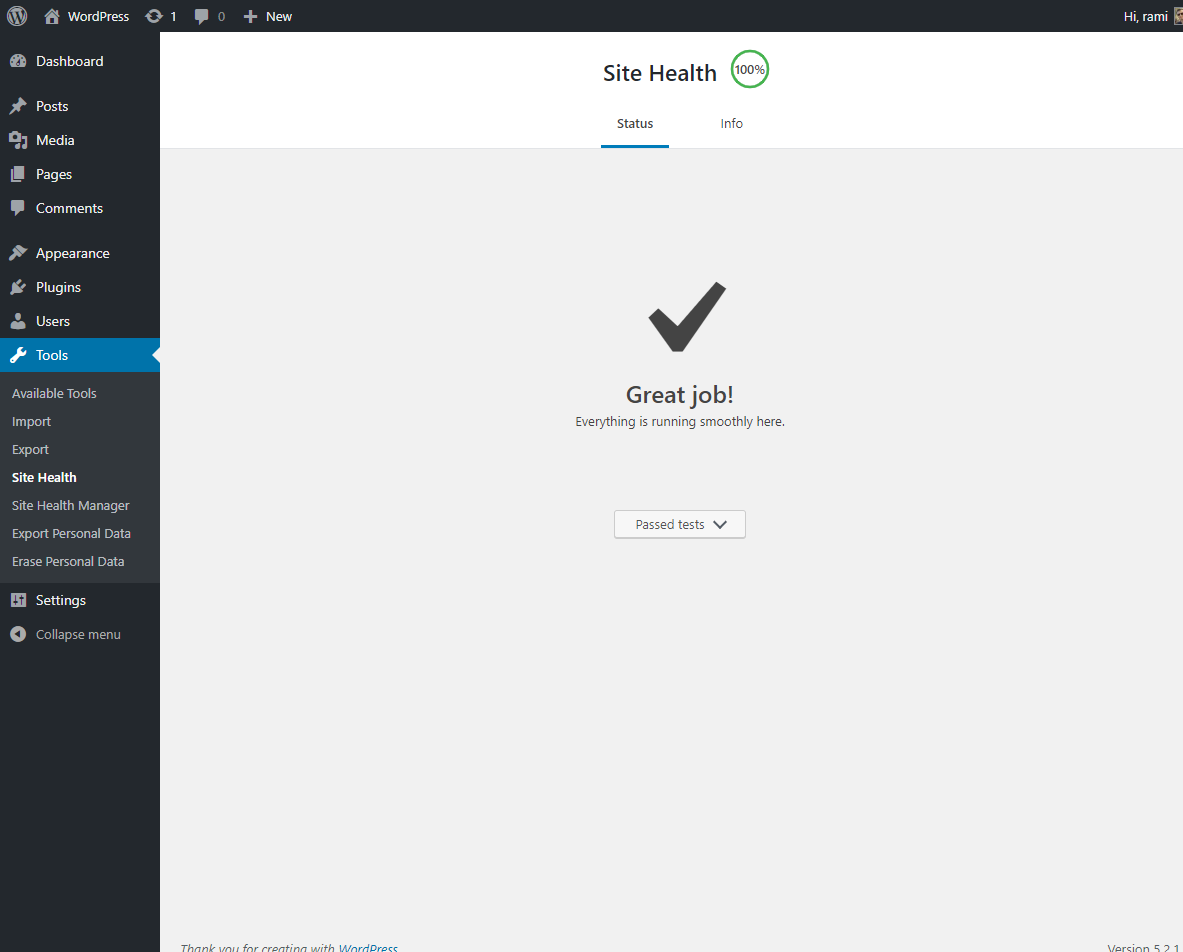 WordPress 1 0 New Hi, rami
Dashboard
Posts
Media
Pages
Comments
Appearance
Plugins
Users
Tools
Available Tools
Import
Export
Site Health
Site Health Manager
Export Personal Data
Erase Personal Data
Settings
Collapse menu
Site Health 100%
Status Info
Great job!
Everything is running smoothly here.
Passed tests
Thank you for creating with WordPress
Version 5.2.1